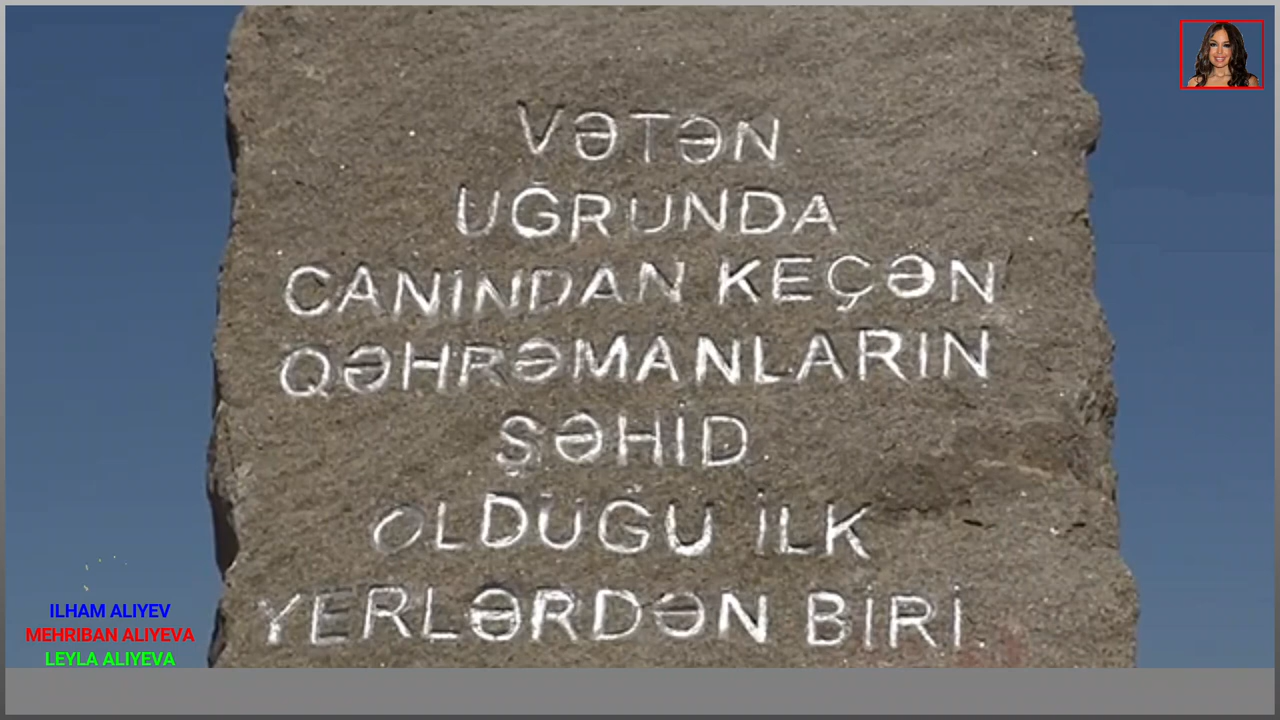 VƏTƏN
UĞRUNDA
CANINDAN KEÇƏN
QƏHRƏMANLARIN
ŞƏHİD
OLDUĞU İLK
YERLƏRDƏN BİRİ.
ILHAM ALIYEV
MEHRIBAN ALIYEVA
LEYLA ALIYEVA